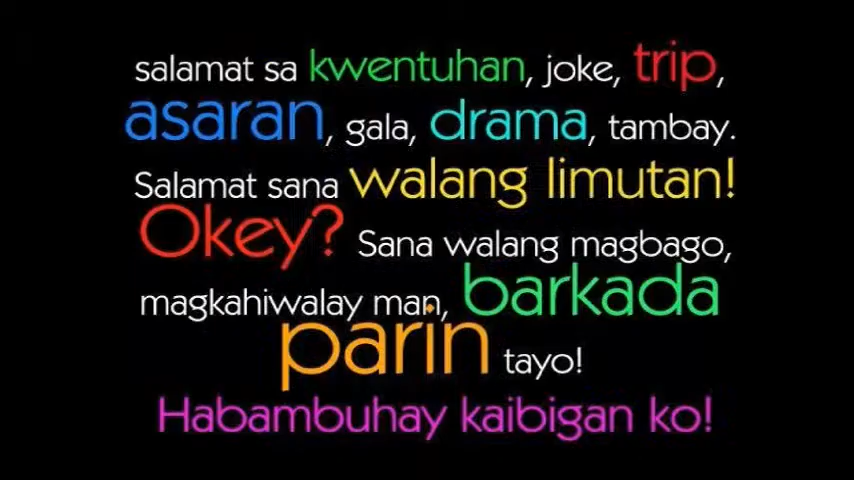 salamat sa kwentuhan, joke, trip,
asaran, gala, drama, tambay.
Salamat sana walang limutan!
Okey? Sana walang magbago,
magkahiwalay man, barkada
parin tayo!
Habambuhay kaibigan ko!